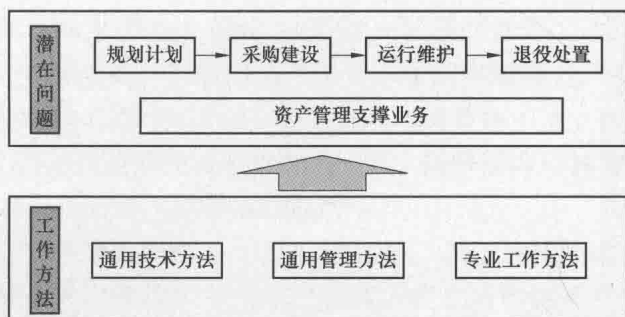 潜在问题
规划计划 采购建设 运行维护 退役处置
资产管理支撑业务
工作方法
通用技术方法 通用管理方法 专业工作方法